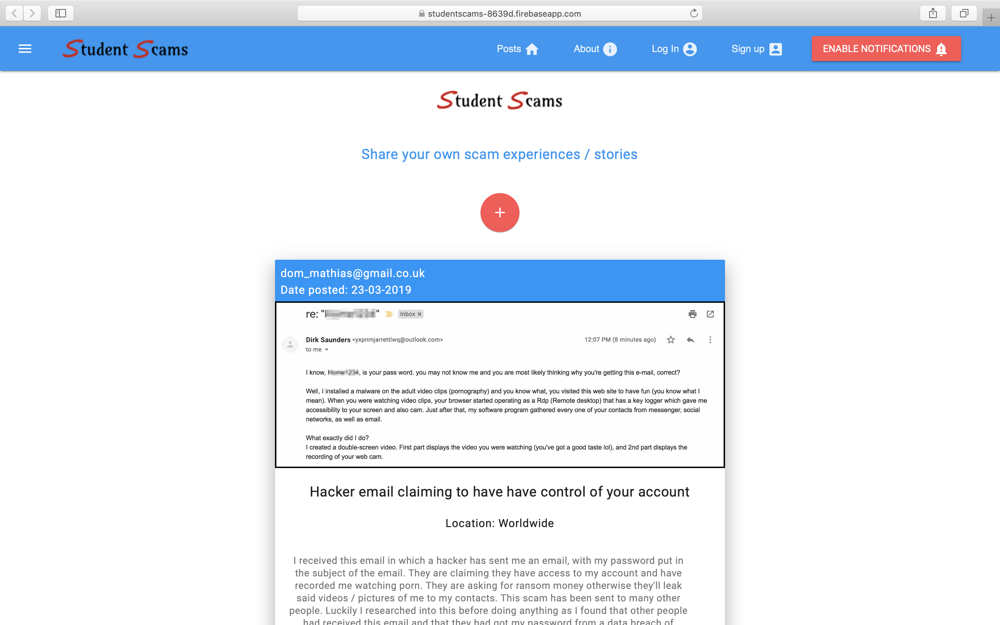 studentscams-8639d.firebaseapp.com
Student Scams
Posts
About
Log In
Sign up
ENABLE NOTIFICATIONS
Student Scams
Share your own scam experiences / stories
+
dom_mathias@gmail.co.uk
Date posted: 23-03-2019
re: " "
Inbox ×
Dirk Saunders <yxpnmjarrettlwq@outlook.com>
12:07 PM (8 minutes ago)
to me
I know, , is your pass word. you may not know me and you are most likely thinking why you're getting this e-mail, correct?
Well, I installed a malware on the adult video clips (pornography) and you know what, you visited this web site to have fun (you know what I
mean). When you were watching video clips, your browser started operating as a Rdp (Remote desktop) that has a key logger which gave me
accessibility to your screen and also cam. Just after that, my software program gathered every one of your contacts from messenger, social
networks, as well as email.
What exactly did I do?
I created a double-screen video. First part displays the video you were watching (you've got a good taste lol), and 2nd part displays the
recording of your web cam.
Hacker email claiming to have have control of your account
Location: Worldwide
I received this email in which a hacker has sent me an email, with my password put in
the subject of the email. They are claiming they have access to my account and have
recorded me watching porn. They are asking for ransom money otherwise they'll leak
said videos / pictures of me to my contacts. This scam has been sent to many other
people. Luckily I researched into this before doing anything as I found that other people
had received this email and that they had got my password from a data breach of